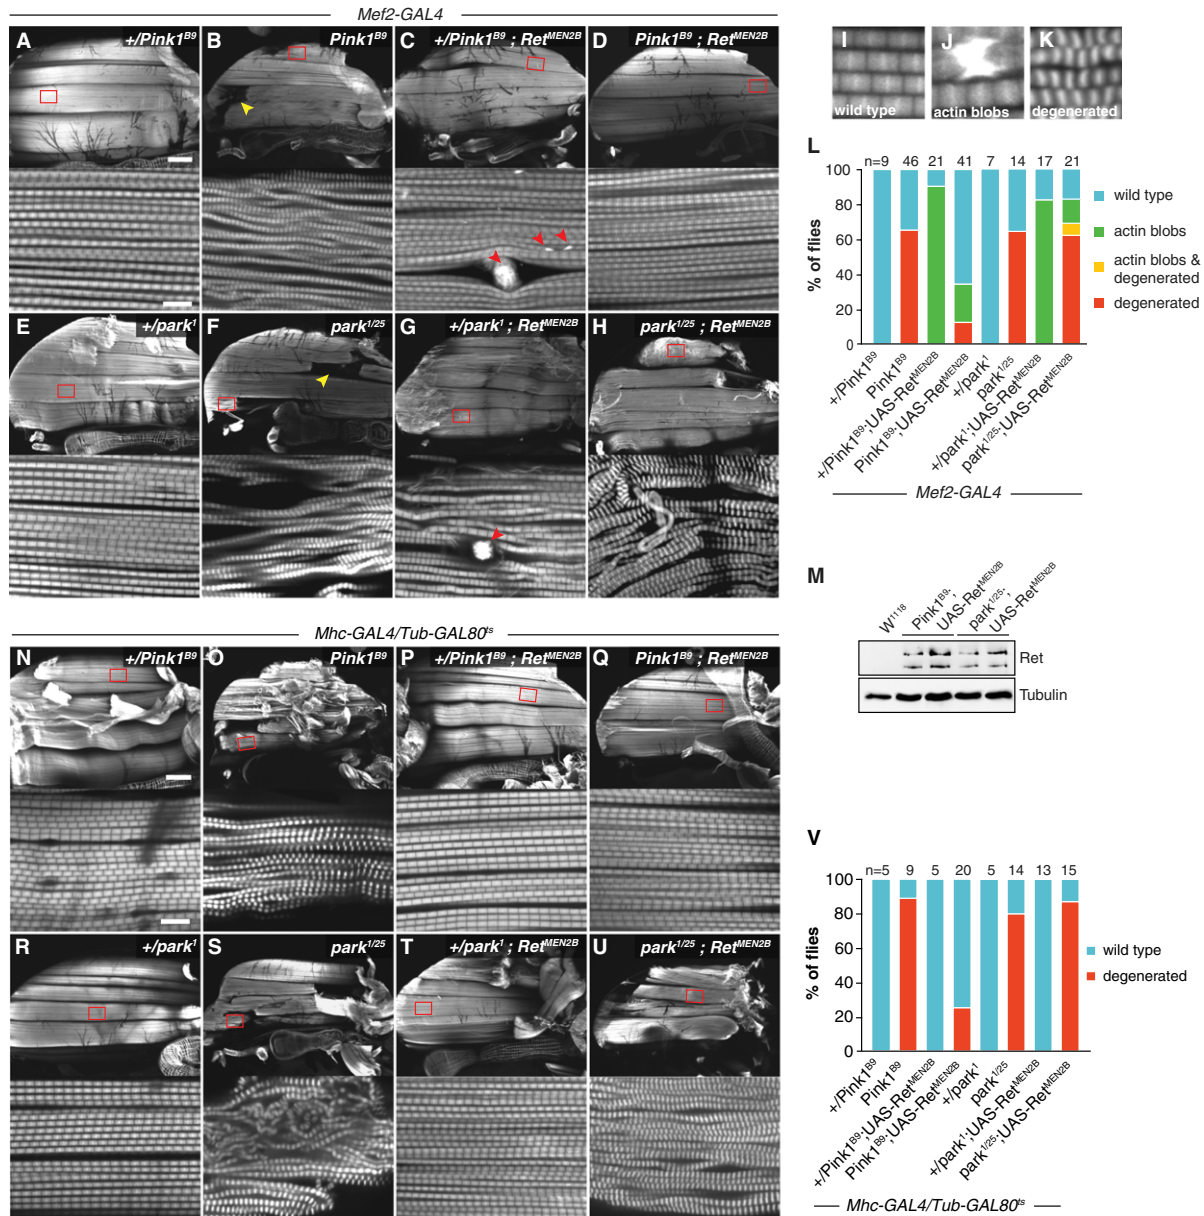 Mef2-GAL4
A +/Pink1B9
B Pink1B9
C +/Pink1B9 ; RetMEN2B
D Pink1B9 ; RetMEN2B
E +/park1
F park1/25
G +/park1 ; RetMEN2B
H park1/25 ; RetMEN2B
I wild type
J actin blobs
K degenerated
L
n=9 46 21 41 7 14 17 21
100
80
60
40
20
0
% of flies
wild type
actin blobs
actin blobs &
degenerated
degenerated
+/Pink1B9
Pink1B9
+/Pink1B9;UAS-RetMEN2B
Pink1B9;UAS-RetMEN2B
+/park1
park1/25
+/park1;UAS-RetMEN2B
park1/25;UAS-RetMEN2B
Mef2-GAL4
M
W1118
Pink1B9;
UAS-RetMEN2B
park1/25;
UAS-RetMEN2B
Ret
Tubulin
Mhc-GAL4/Tub-GAL80ts
N +/Pink1B9
O Pink1B9
P +/Pink1B9 ; RetMEN2B
Q Pink1B9 ; RetMEN2B
R +/park1
S park1/25
T +/park1 ; RetMEN2B
U park1/25 ; RetMEN2B
V
n=5 9 5 20 5 14 13 15
100
80
60
40
20
0
% of flies
wild type
degenerated
+/Pink1B9
Pink1B9
+/Pink1B9;UAS-RetMEN2B
Pink1B9;UAS-RetMEN2B
+/park1
park1/25
+/park1;UAS-RetMEN2B
park1/25;UAS-RetMEN2B
Mhc-GAL4/Tub-GAL80ts